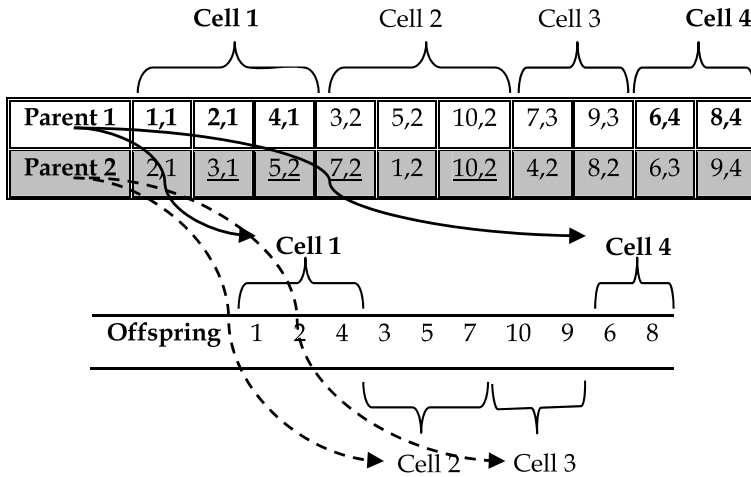 Cell 1 Cell 2 Cell 3 Cell 4
Parent 1 1,1 2,1 4,1 3,2 5,2 10,2 7,3 9,3 6,4 8,4
Parent 2 2,1 3,1 5,2 7,2 1,2 10,2 4,2 8,2 6,3 9,4
Cell 1 Cell 4
Offspring 1 2 4 3 5 7 10 9 6 8
Cell 2 Cell 3